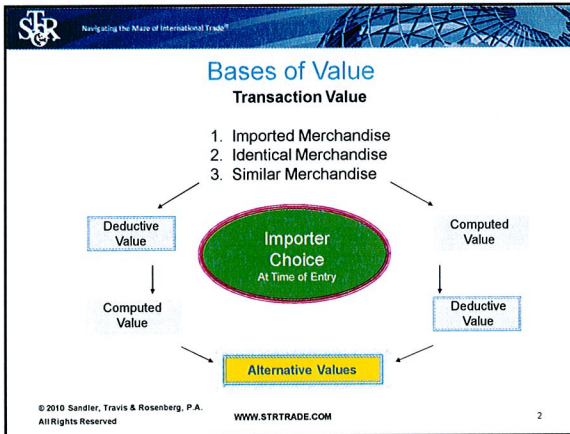 ST&R
Navigating the Maze of International Trade®
Bases of Value
Transaction Value
1. Imported Merchandise
2. Identical Merchandise
3. Similar Merchandise
Deductive
Value
Importer
Choice
At Time of Entry
Computed
Value
Computed
Value
Deductive
Value
Alternative Values
© 2010 Sandler, Travis & Rosenberg, P.A.
All Rights Reserved
WWW.STRTRADE.COM
2